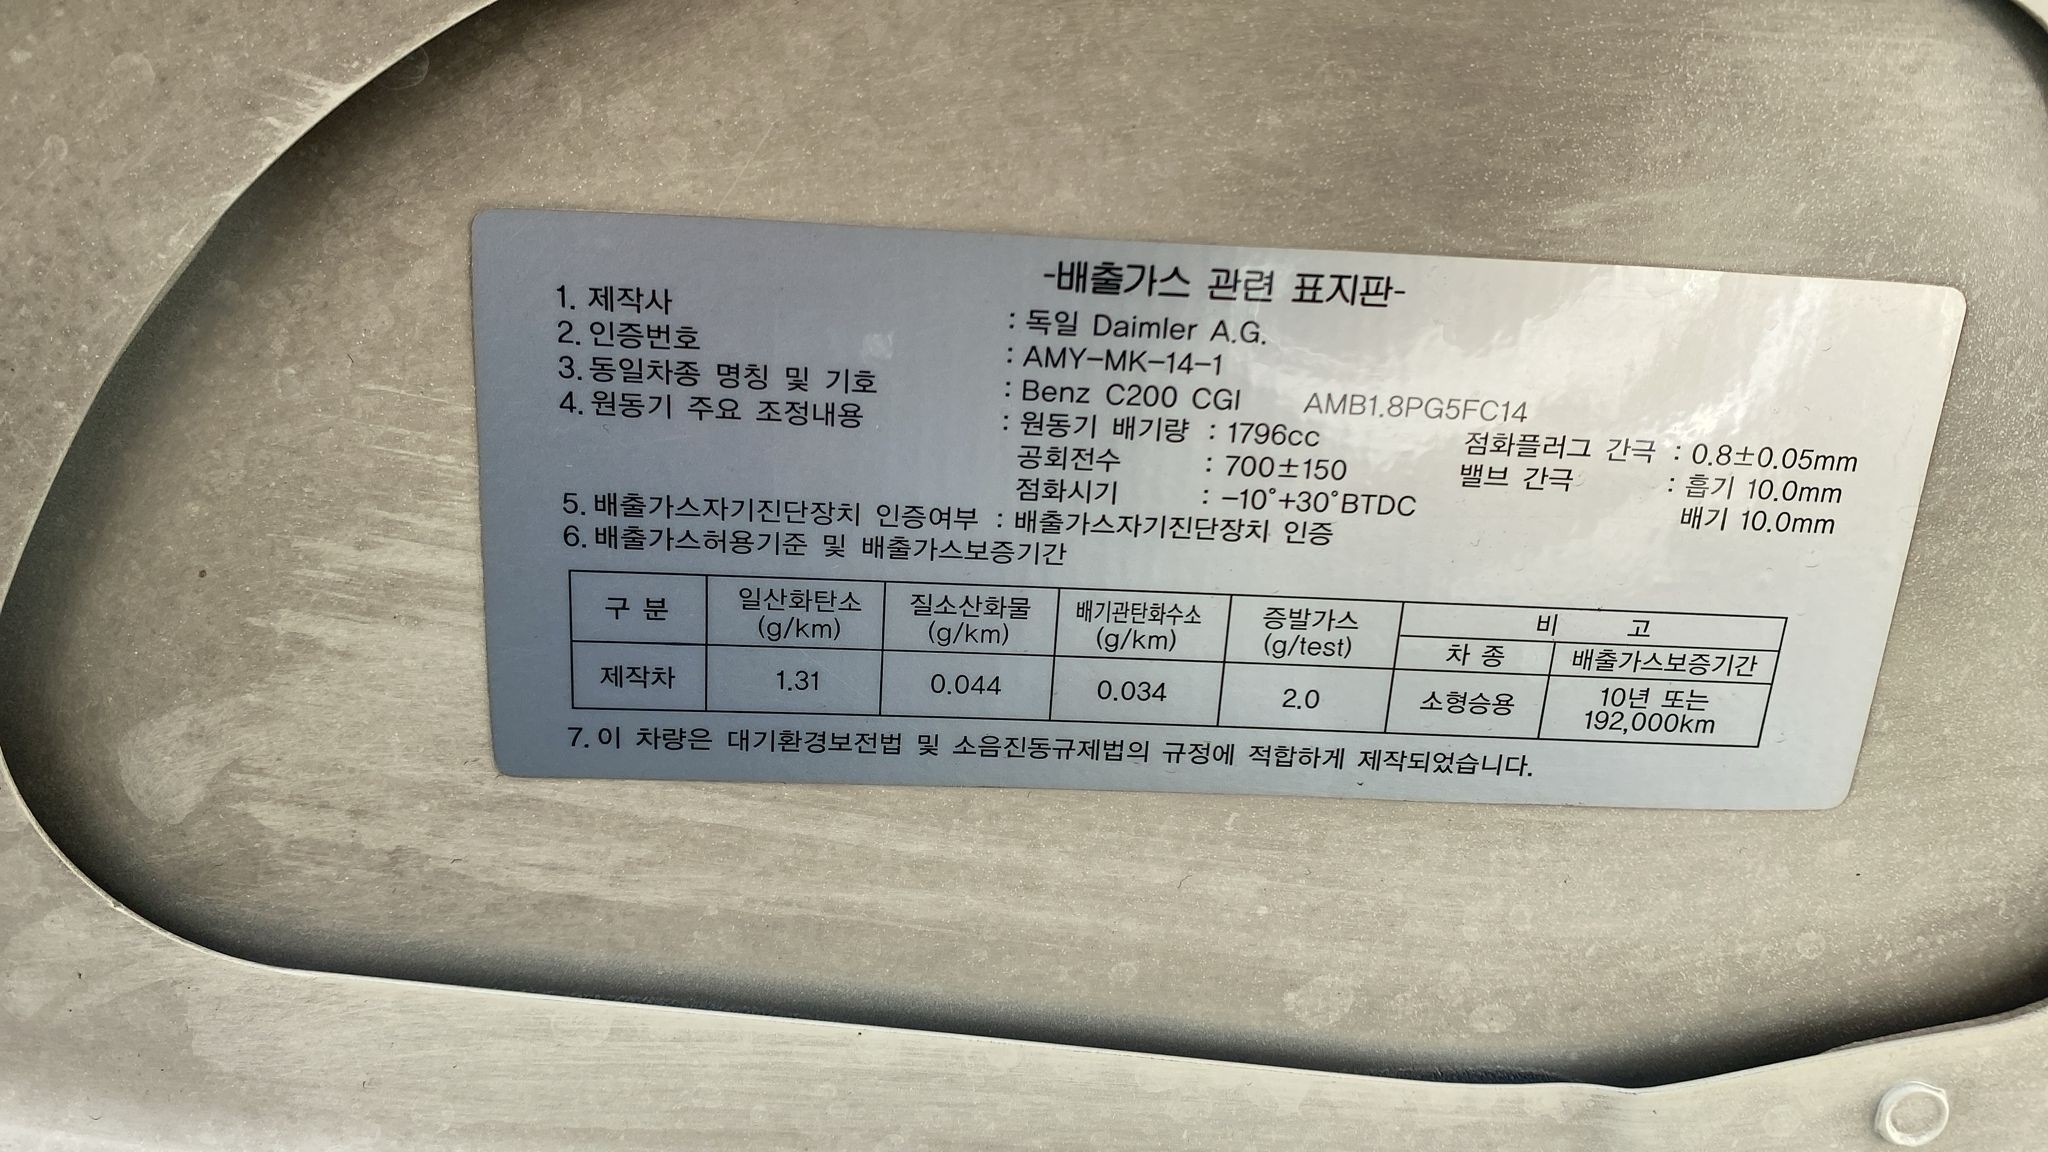 -배출가스 관련 표지판-
1. 제작사 : 독일 Daimler A.G.
2. 인증번호 : AMY-MK-14-1
3. 동일차종 명칭 및 기호 : Benz C200 CGI AMB1.8PG5FC14
4. 원동기 주요 조정내용 : 원동기 배기량 : 1796cc 점화플러그 간극 : 0.8±0.05mm
공회전수 : 700±150 밸브 간극 : 흡기 10.0mm
점화시기 : -10°+30°BTDC 배기 10.0mm
5. 배출가스자기진단장치 인증여부 : 배출가스자기진단장치 인증
6. 배출가스허용기준 및 배출가스보증기간
구 분 일산화탄소 (g/km) 질소산화물 (g/km) 배기관탄화수소 (g/km) 증발가스 (g/test) 비 고
차 종 배출가스보증기간
제작차 1.31 0.044 0.034 2.0 소형승용 10년 또는 192,000km
7. 이 차량은 대기환경보전법 및 소음진동규제법의 규정에 적합하게 제작되었습니다.